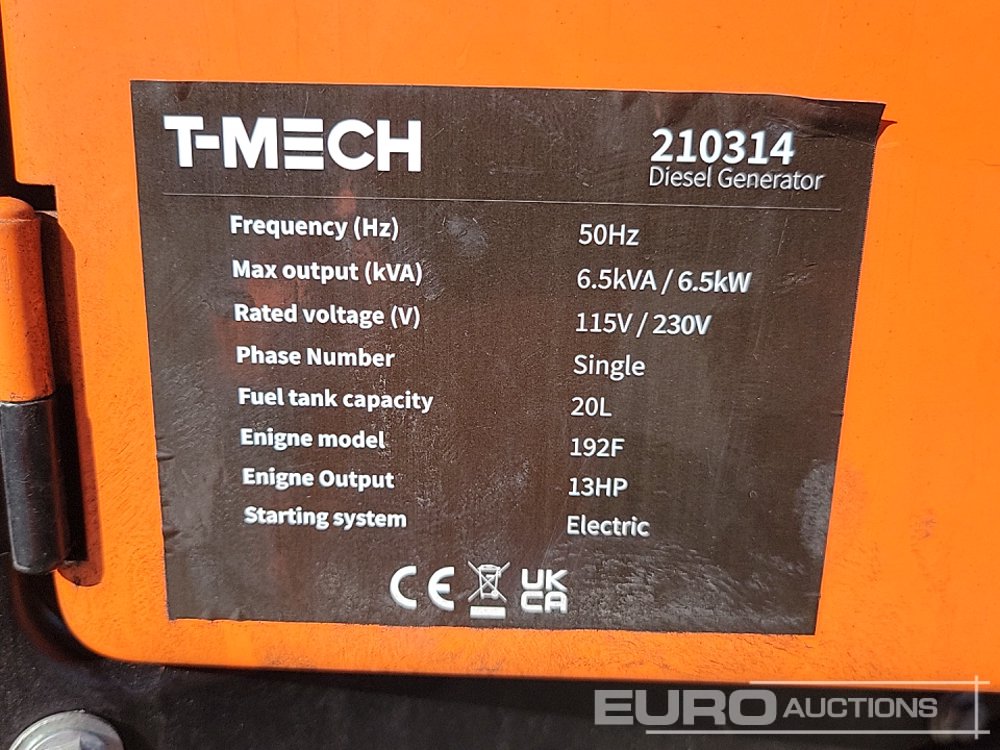 T-MECH
210314
Diesel Generator
Frequency (Hz) 50Hz
Max output (kVA) 6.5kVA / 6.5kW
Rated voltage (V) 115V / 230V
Phase Number Single
Fuel tank capacity 20L
Enigne model 192F
Enigne Output 13HP
Starting system Electric
CE UK
CA
EURO AUCTIONS